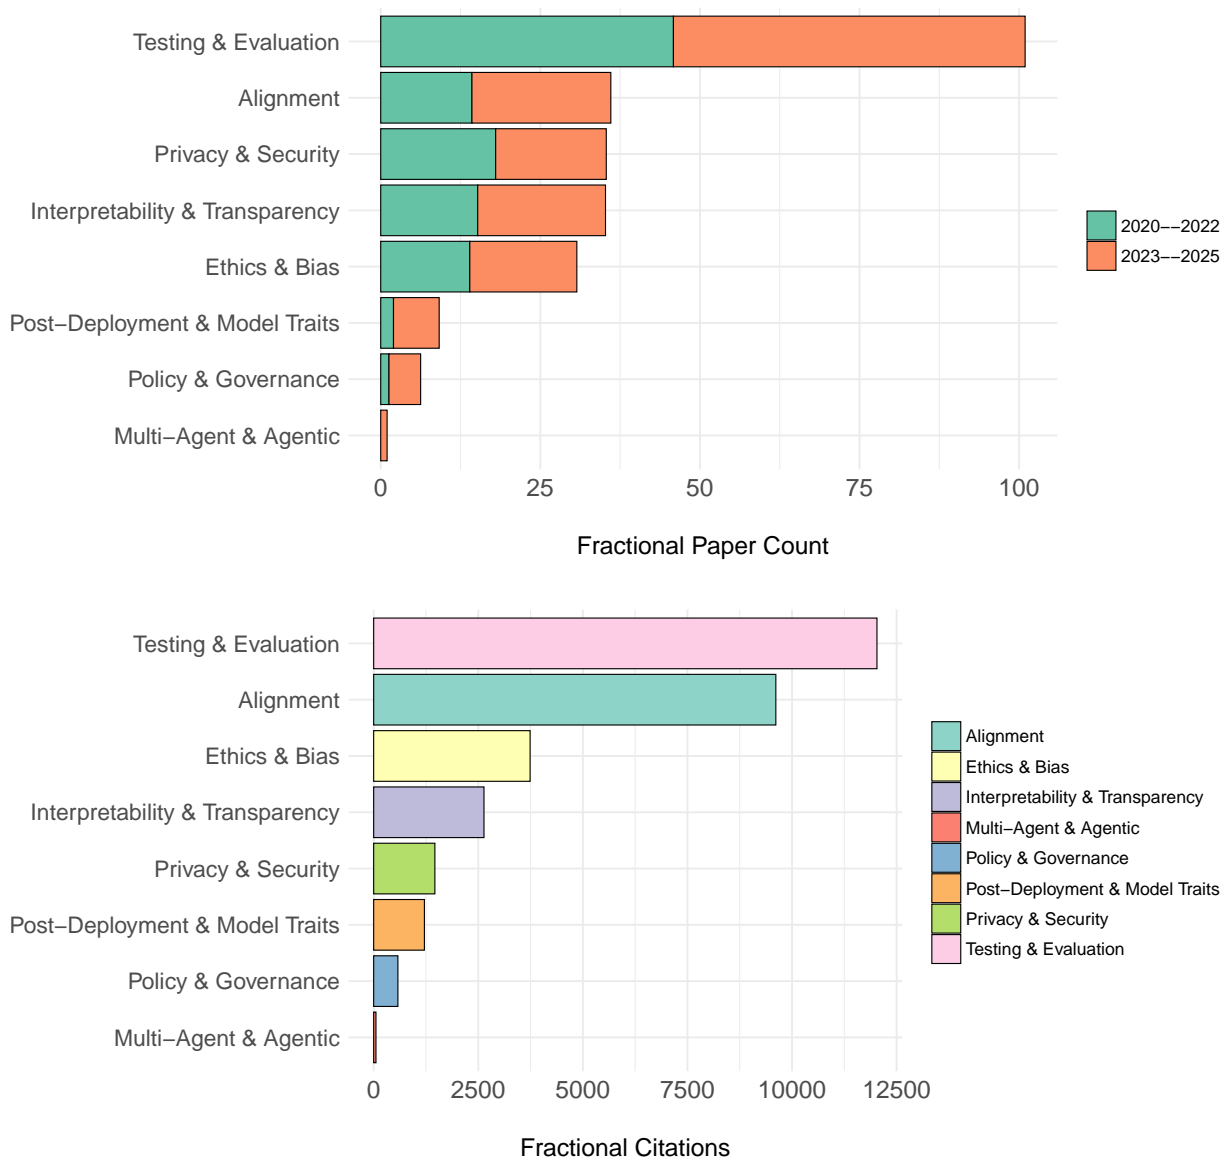 Testing & Evaluation
Alignment
Privacy & Security
Interpretability & Transparency
Ethics & Bias
Post−Deployment & Model Traits
Policy & Governance
Multi−Agent & Agentic
0 25 50 75 100
Fractional Paper Count
2020−−2022
2023−−2025
Testing & Evaluation
Alignment
Ethics & Bias
Interpretability & Transparency
Privacy & Security
Post−Deployment & Model Traits
Policy & Governance
Multi−Agent & Agentic
0 2500 5000 7500 10000 12500
Fractional Citations
Alignment
Ethics & Bias
Interpretability & Transparency
Multi−Agent & Agentic
Policy & Governance
Post−Deployment & Model Traits
Privacy & Security
Testing & Evaluation